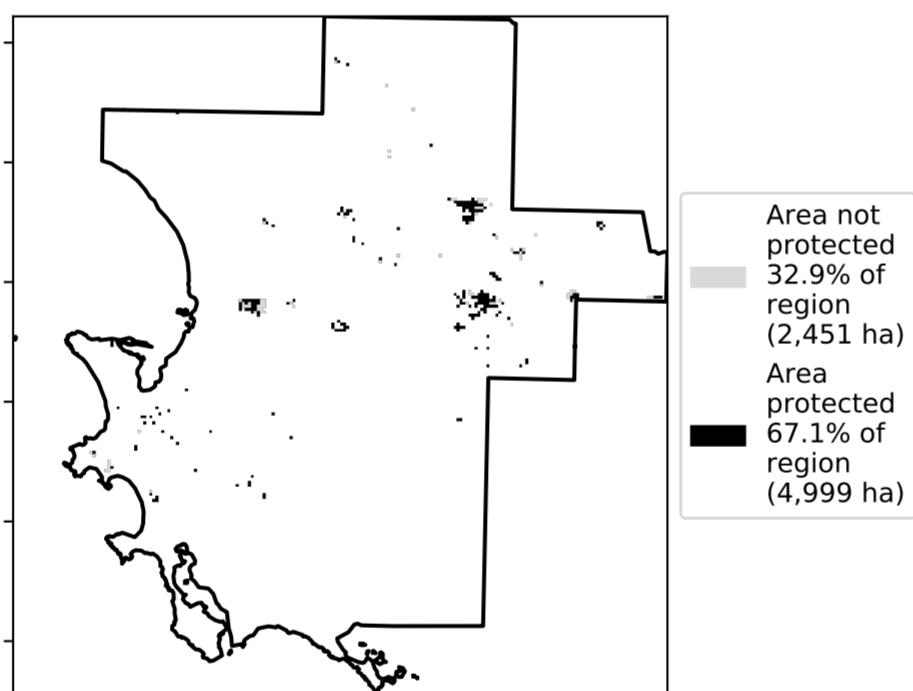 Area not
protected
32.9% of
region
(2,451 ha)
Area
protected
67.1% of
region
(4,999 ha)